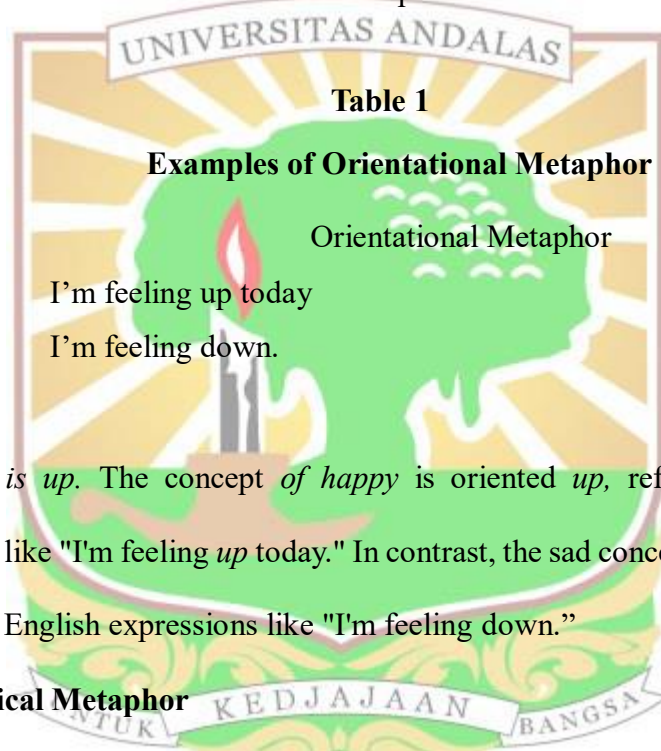 UNIVERSITAS ANDALAS
Table 1
Examples of Orientational Metaphor
Orientational Metaphor
I’m feeling up today
I’m feeling down.
is up. The concept of happy is oriented up, ref
like "I'm feeling up today." In contrast, the sad conce
English expressions like "I'm feeling down.”
ical Metaphor
UNTUK KEDJAJAAN BANGSA